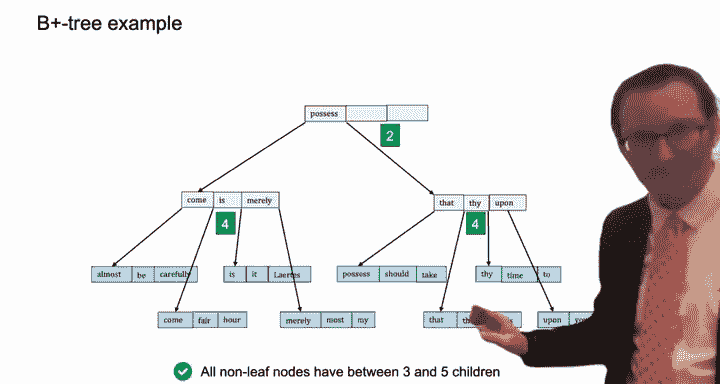 B+-tree example
possess
2
come is merely
that thy upon
4
4
almost be carefully
is it Laertes
possess should take
thy time to
come fair hour
merely most my
that
upon
All non-leaf nodes have between 3 and 5 children